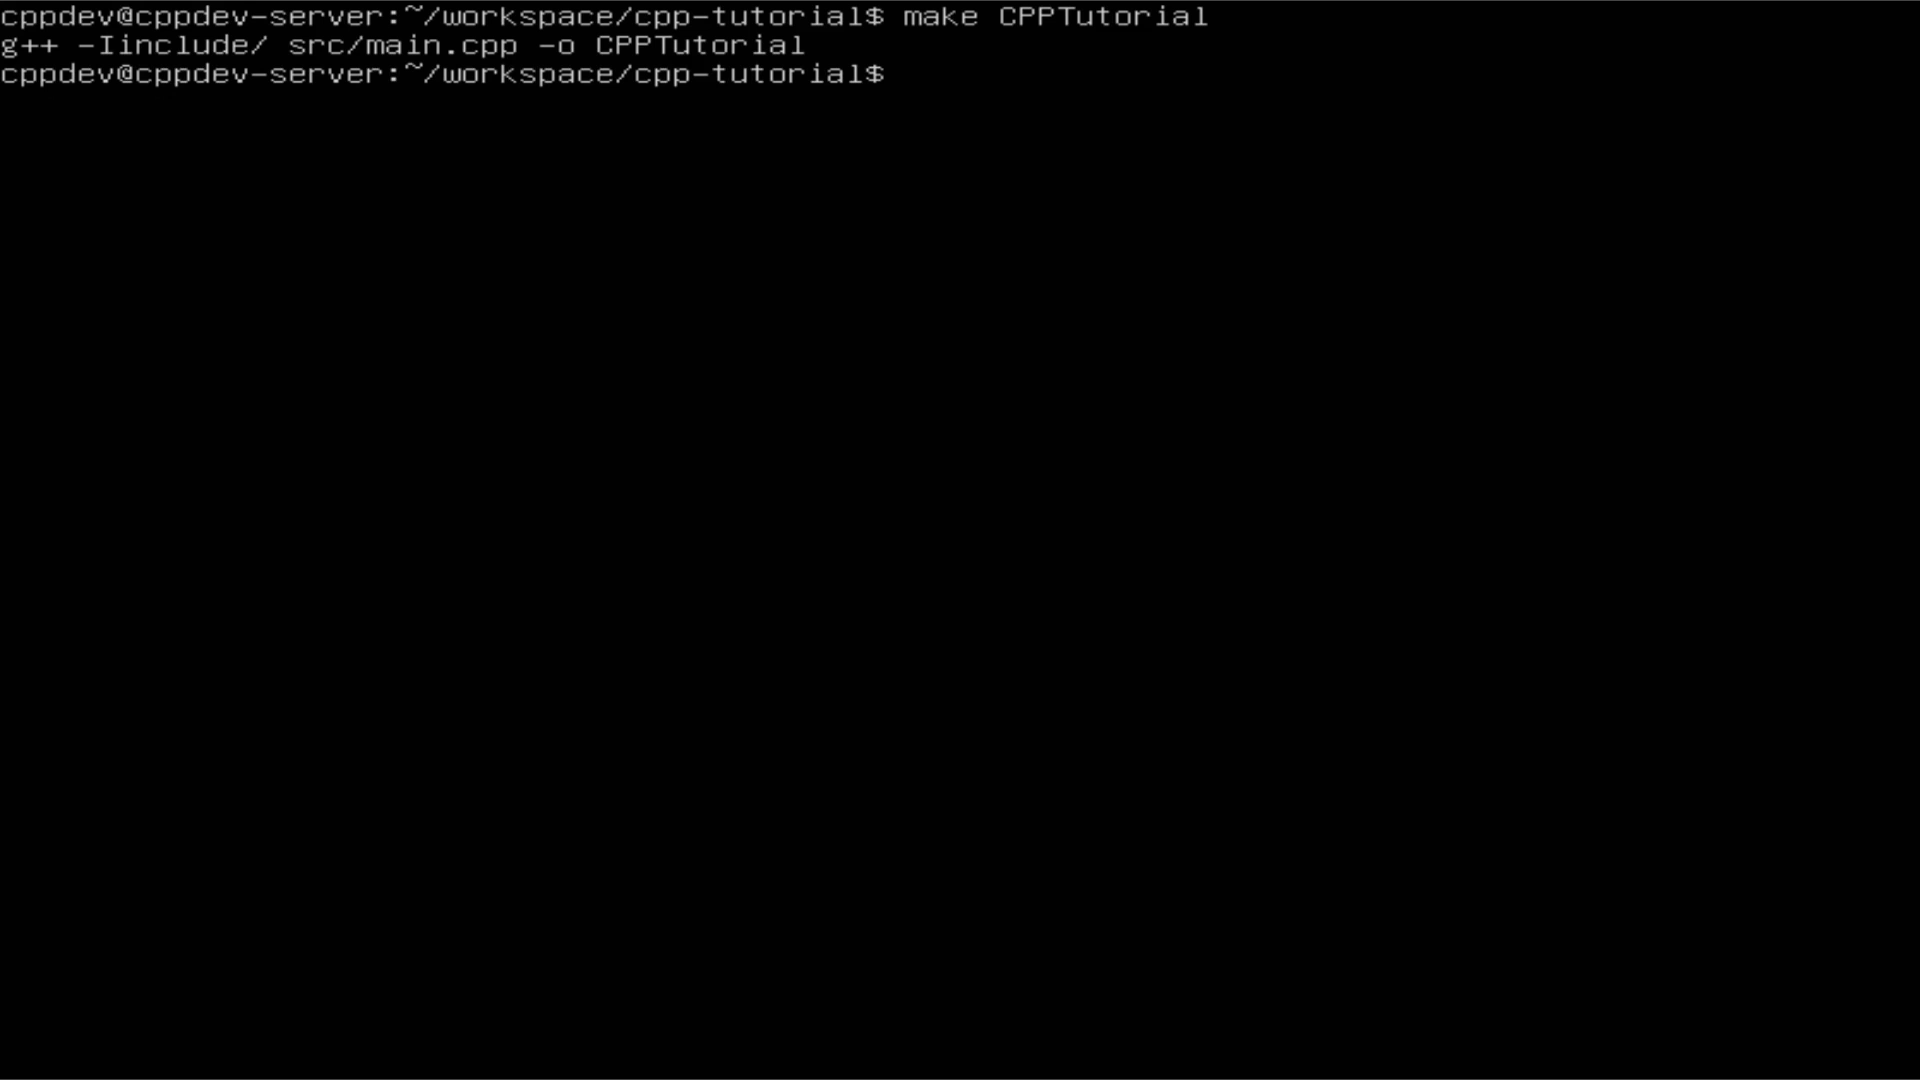 cppdev@cppdev-server:~/workspace/cpp-tutorial$ make CPPTutorial
g++ -Iinclude/ src/main.cpp -o CPPTutorial
cppdev@cppdev-server:~/workspace/cpp-tutorial$